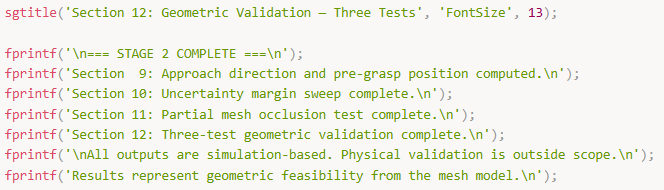 sgtitle('Section 12: Geometric Validation — Three Tests', 'FontSize', 13);
fprintf('\n=== STAGE 2 COMPLETE ===\n');
fprintf('Section  9: Approach direction and pre-grasp position computed.\n');
fprintf('Section 10: Uncertainty margin sweep complete.\n');
fprintf('Section 11: Partial mesh occlusion test complete.\n');
fprintf('Section 12: Three-test geometric validation complete.\n');
fprintf('\nAll outputs are simulation-based. Physical validation is outside scope.\n');
fprintf('Results represent geometric feasibility from the mesh model.\n');